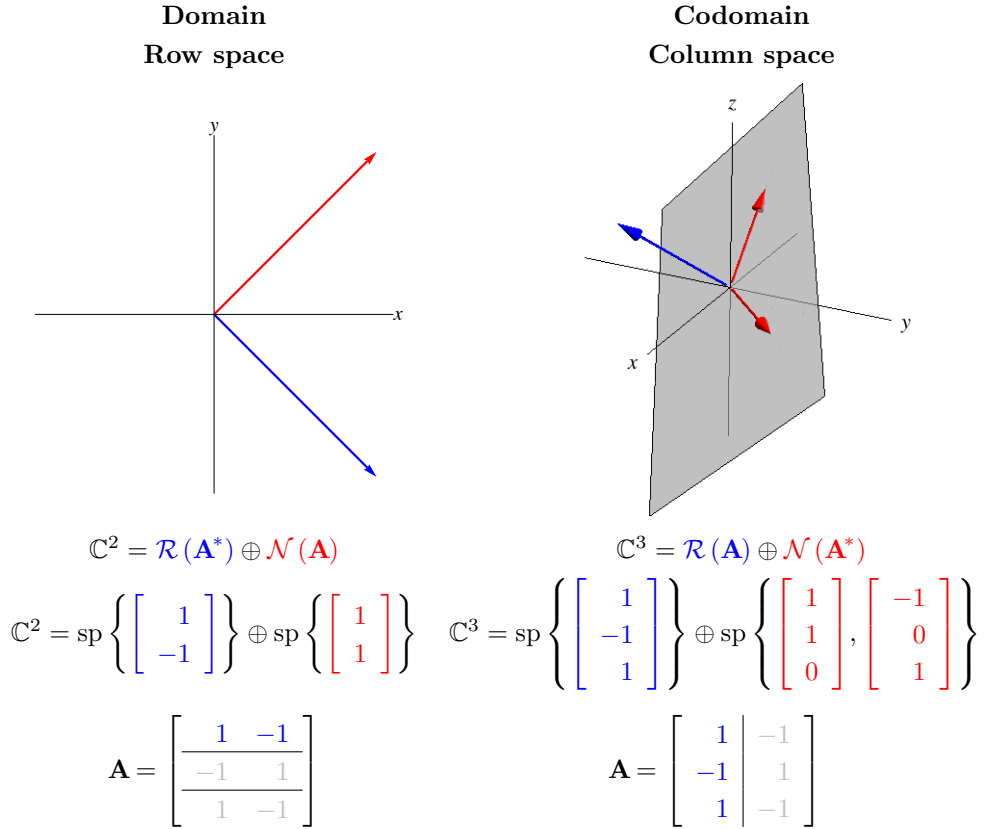 Domain
Row space
y
x
ℂ² = ℛ (A*) ⊕ 𝒩 (A)
ℂ² = sp { [ 1 −1 ] } ⊕ sp { [ 1 1 ] }
A = [ 1 −1
−1 1
1 −1 ]
Codomain
Column space
z
y
x
ℂ³ = ℛ (A) ⊕ 𝒩 (A*)
ℂ³ = sp { [ 1 −1 1 ] } ⊕ sp { [ 1 1 0 ] , [ −1 0 1 ] }
A = [ 1 | −1
−1 | 1
1 | −1 ]